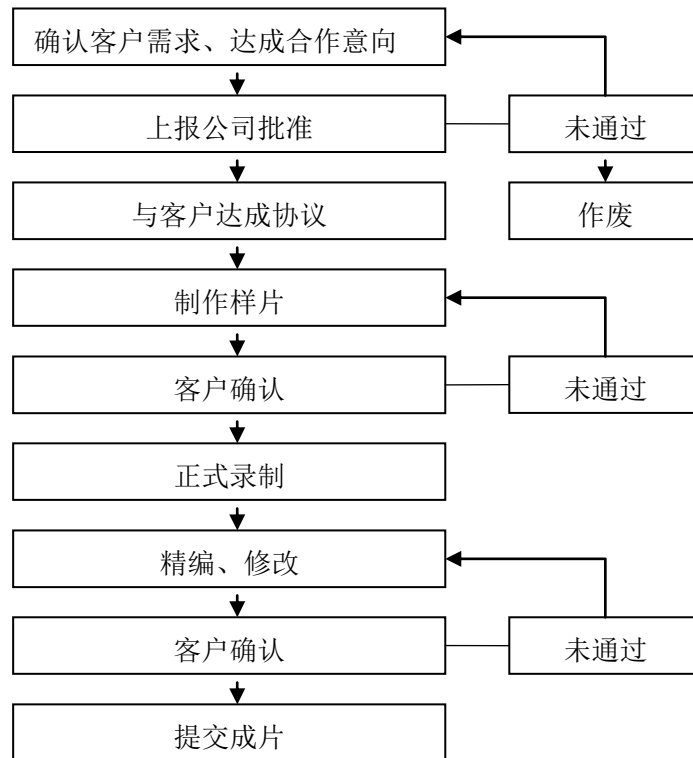 确认客户需求、达成合作意向
上报公司批准
未通过
与客户达成协议
作废
制作样片
客户确认
未通过
正式录制
精编、修改
客户确认
未通过
提交成片